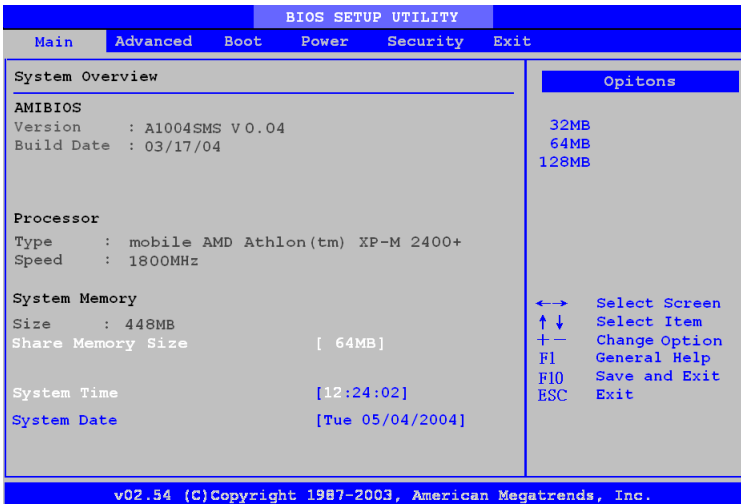 BIOS SETUP UTILITY
Main Advanced Boot Power Security Exit
System Overview
AMIBIOS
Version : A1004SMS V 0.04
Build Date : 03/17/04
Processor
Type : mobile AMD Athlon(tm) XP-M 2400+
Speed : 1800MHz
System Memory
Size : 448MB
Share Memory Size [ 64MB]
System Time [12:24:02]
System Date [Tue 05/04/2004]
Opitons
32MB
64MB
128MB
←→ Select Screen
↑↓ Select Item
+− Change Option
F1 General Help
F10 Save and Exit
ESC Exit
v02.54 (C)Copyright 1987-2003, American Megatrends, Inc.